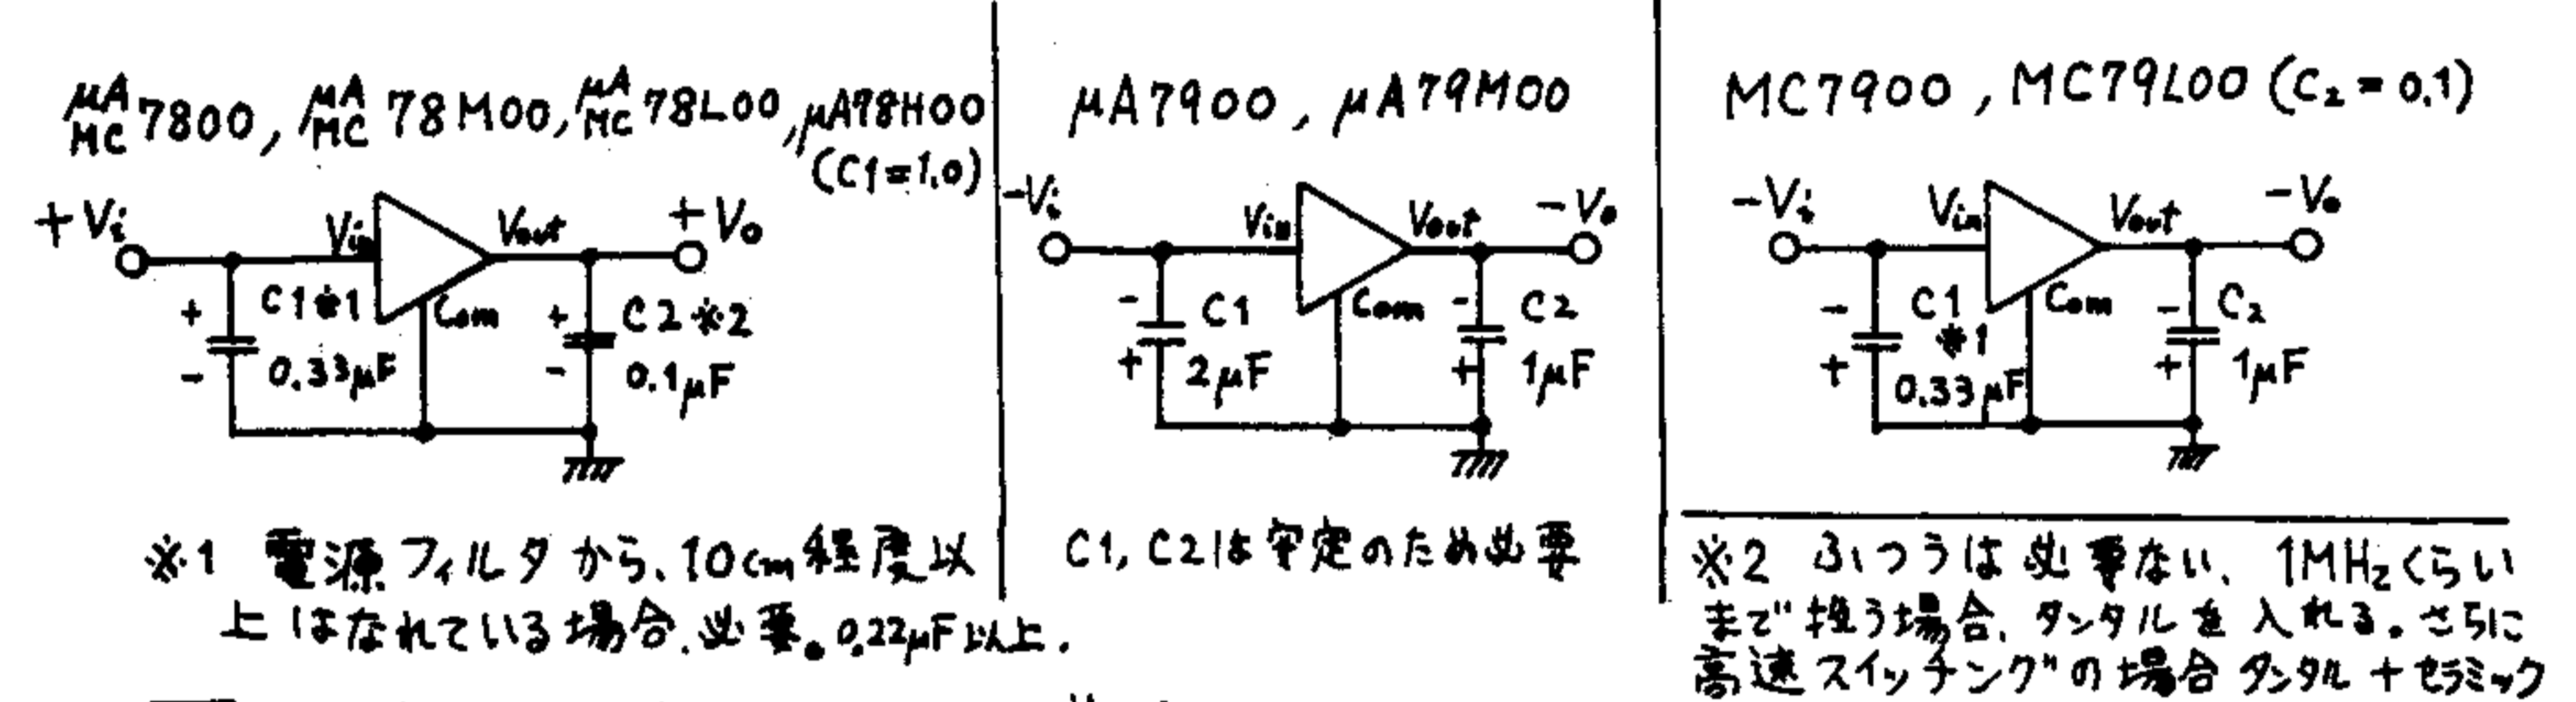 μA MC 7800, μA MC 78M00, μA MC 78L00, μA78H00
(C1=1.0)
+Vi
Vin
Vout
+Vo
C1※1
Com
C2※2
+
-
0.33μF
+
-
0.1μF
※1 電源フィルタから、10cm程度以
上はなれている場合、必要。0.22μF以上.
μA7900, μA79M00
-Vi
Vin
Vout
-Vo
-
C1
Com
-
C2
+
2μF
+
1μF
C1, C2は安定のため必要
MC7900, MC79L00 (C2=0.1)
-Vi
Vin
Vout
-Vo
-
C1
※1
Com
-
C2
+
0.33μF
+
1μF
※2 ふつうは必要ない、1MHzくらい
まで扱う場合、タンタルを入れる。さらに
高速スイッチングの場合タンタル+セラミック